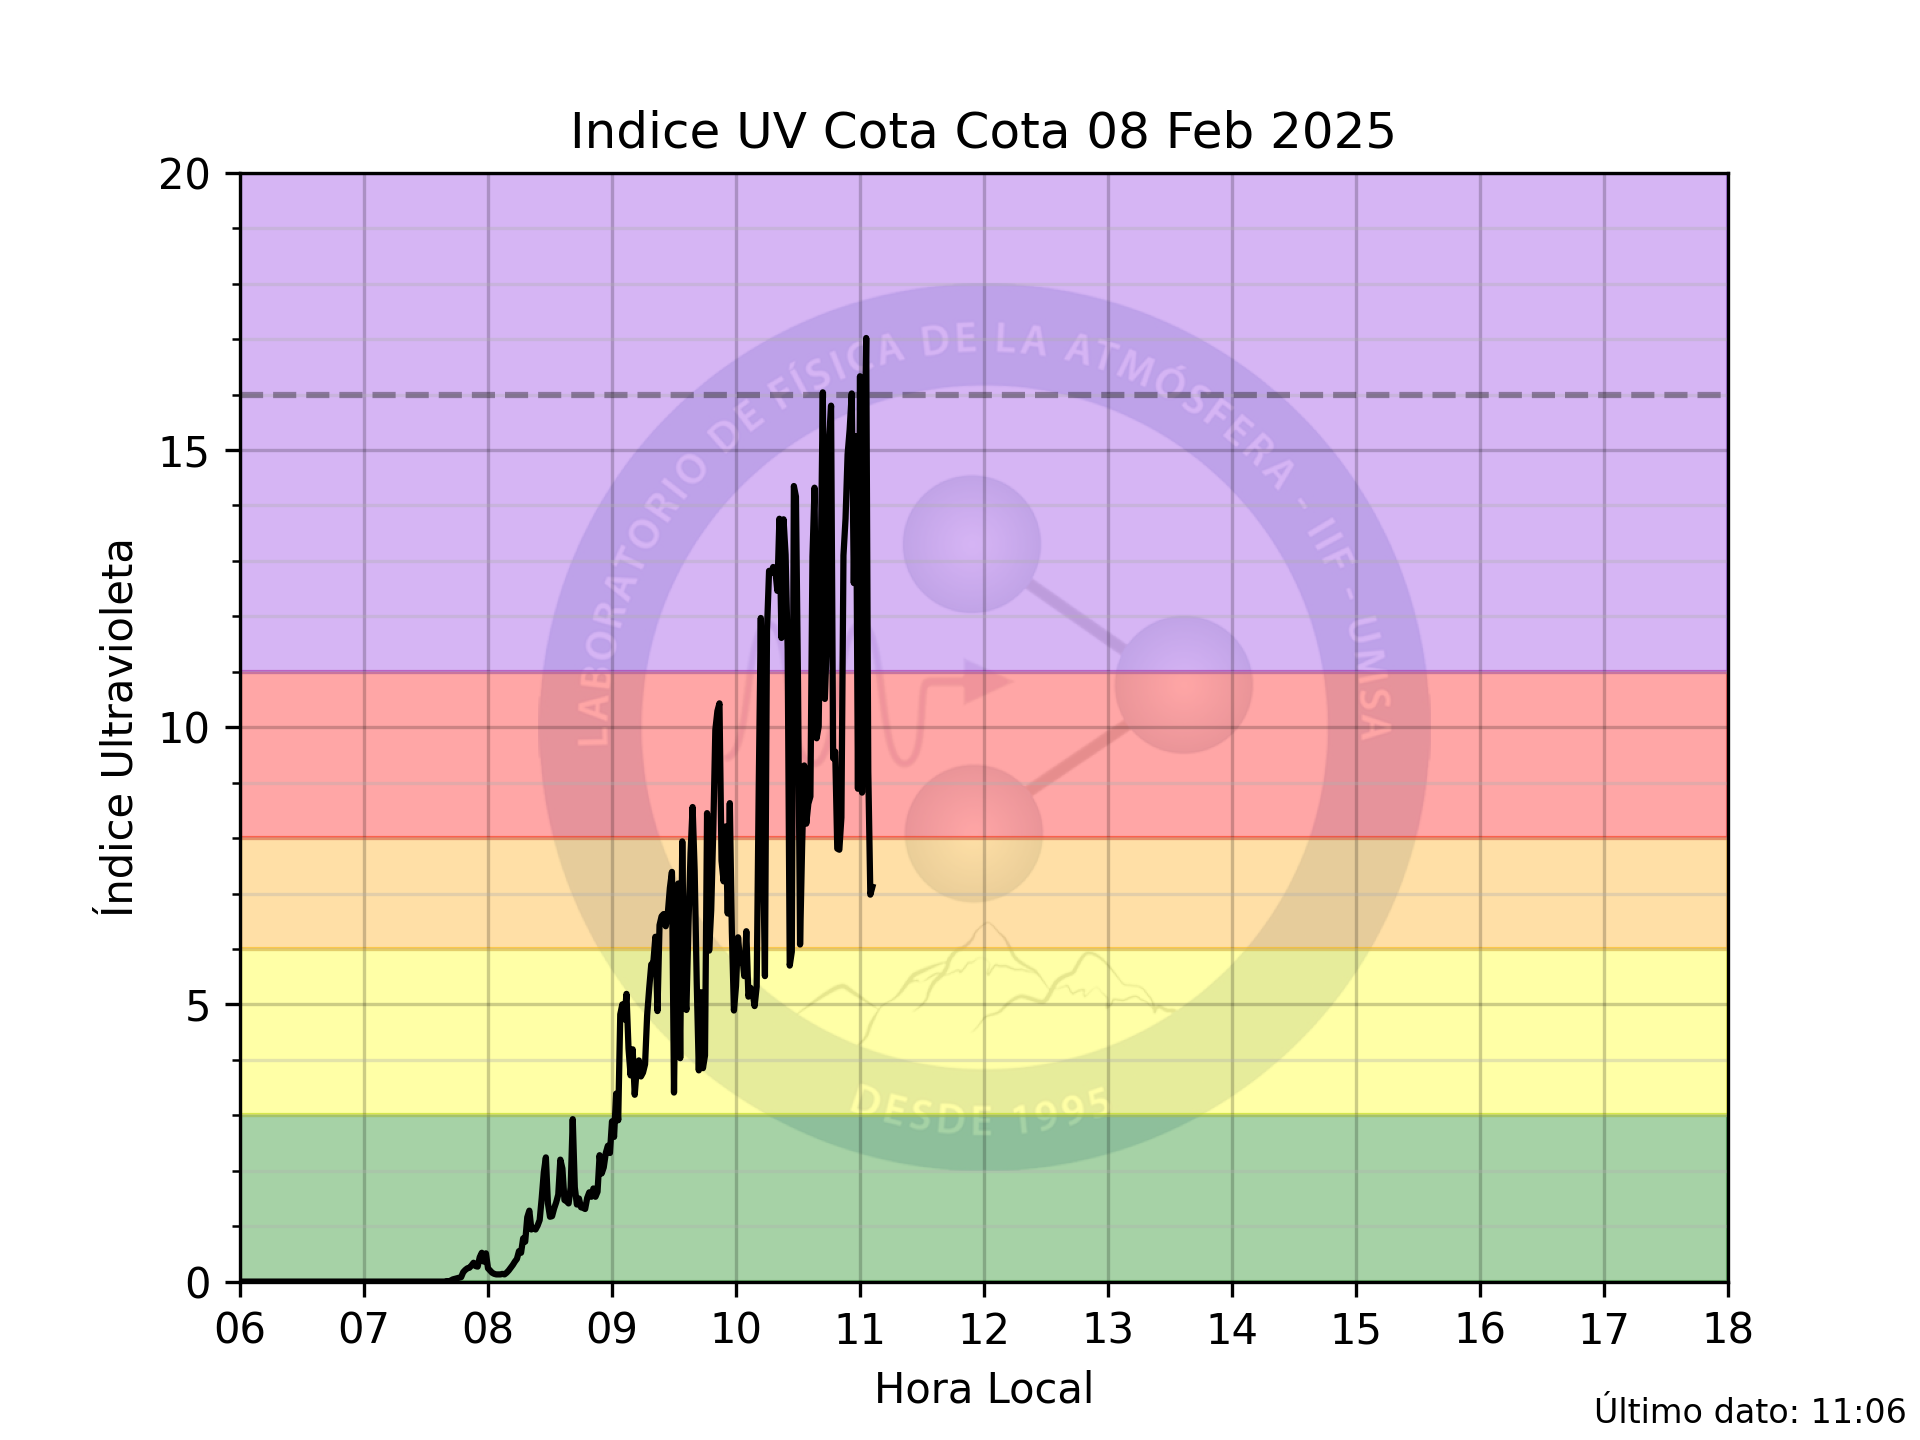 Indice UV Cota Cota 08 Feb 2025
20
15
10
5
0
Índice Ultravioleta
LABORATORIO DE FÍSICA DE LA ATMÓSFERA - IIF - UMSA
DESDE 1995
06 07 08 09 10 11 12 13 14 15 16 17 18
Hora Local
Último dato: 11:06